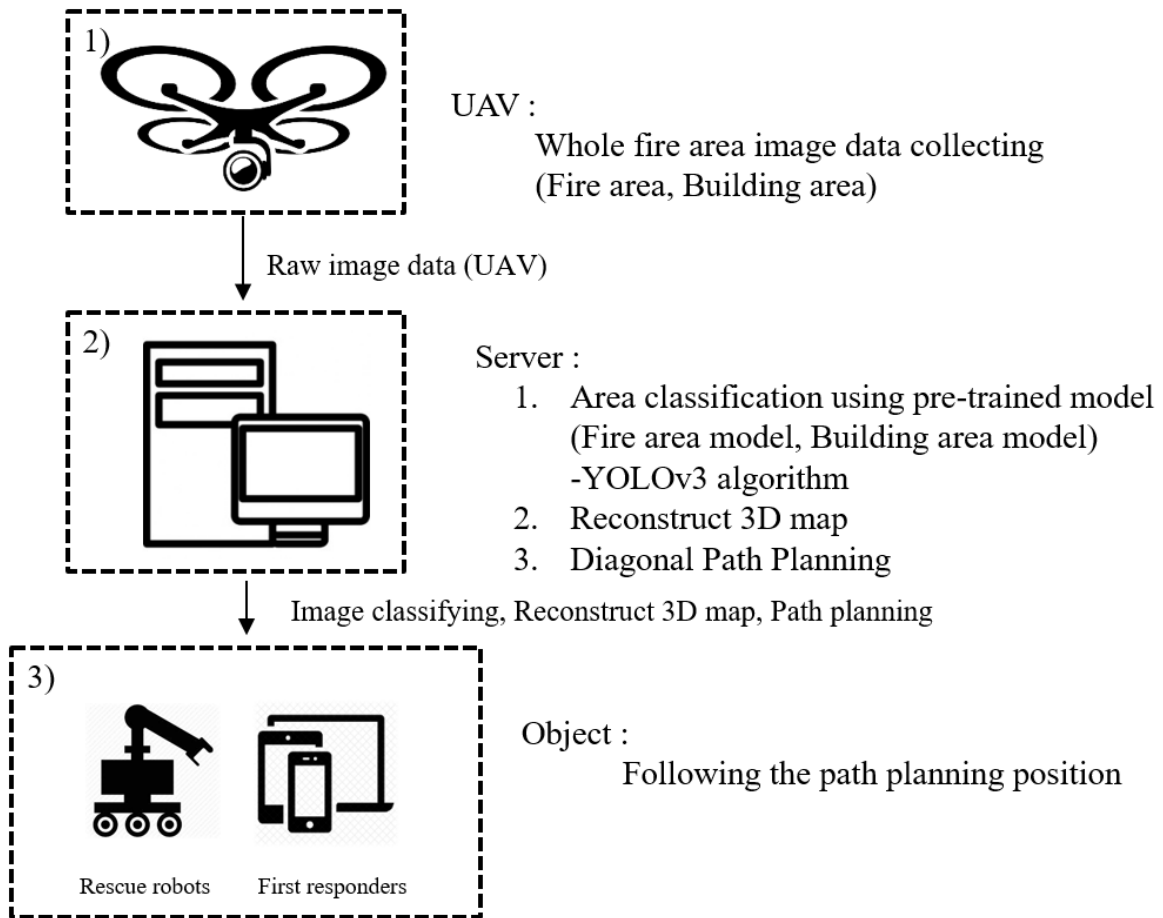 1)
UAV :
Whole fire area image data collecting
(Fire area, Building area)
Raw image data (UAV)
2)
Server :
1. Area classification using pre-trained model
(Fire area model, Building area model)
-YOLOv3 algorithm
2. Reconstruct 3D map
3. Diagonal Path Planning
Image classifying, Reconstruct 3D map, Path planning
3)
Object :
Following the path planning position
Rescue robots
First responders